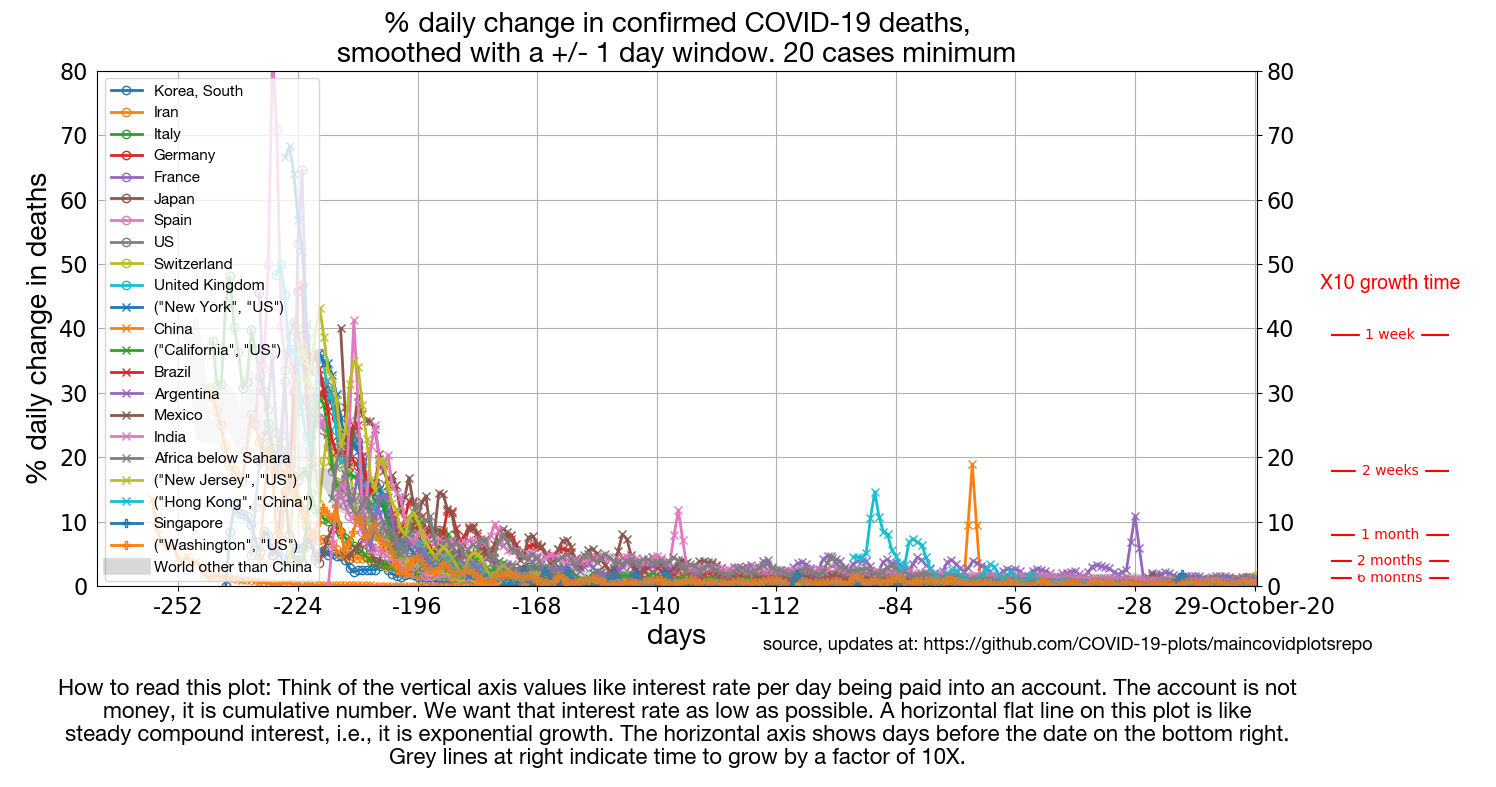 % daily change in confirmed COVID-19 deaths,
smoothed with a +/- 1 day window. 20 cases minimum
% daily change in deaths
80
70
60
50
40
30
20
10
0
Korea, South
Iran
Italy
Germany
France
Japan
Spain
US
Switzerland
United Kingdom
("New York", "US")
China
("California", "US")
Brazil
Argentina
Mexico
India
Africa below Sahara
("New Jersey", "US")
("Hong Kong", "China")
Singapore
("Washington", "US")
World other than China
80
70
60
50
40
30
20
10
0
X10 growth time
1 week
2 weeks
1 month
2 months
6 months
-252 -224 -196 -168 -140 -112 -84 -56 -28 29-October-20
days
source, updates at: https://github.com/COVID-19-plots/maincovidplotsrepo
How to read this plot: Think of the vertical axis values like interest rate per day being paid into an account. The account is not
money, it is cumulative number. We want that interest rate as low as possible. A horizontal flat line on this plot is like
steady compound interest, i.e., it is exponential growth. The horizontal axis shows days before the date on the bottom right.
Grey lines at right indicate time to grow by a factor of 10X.